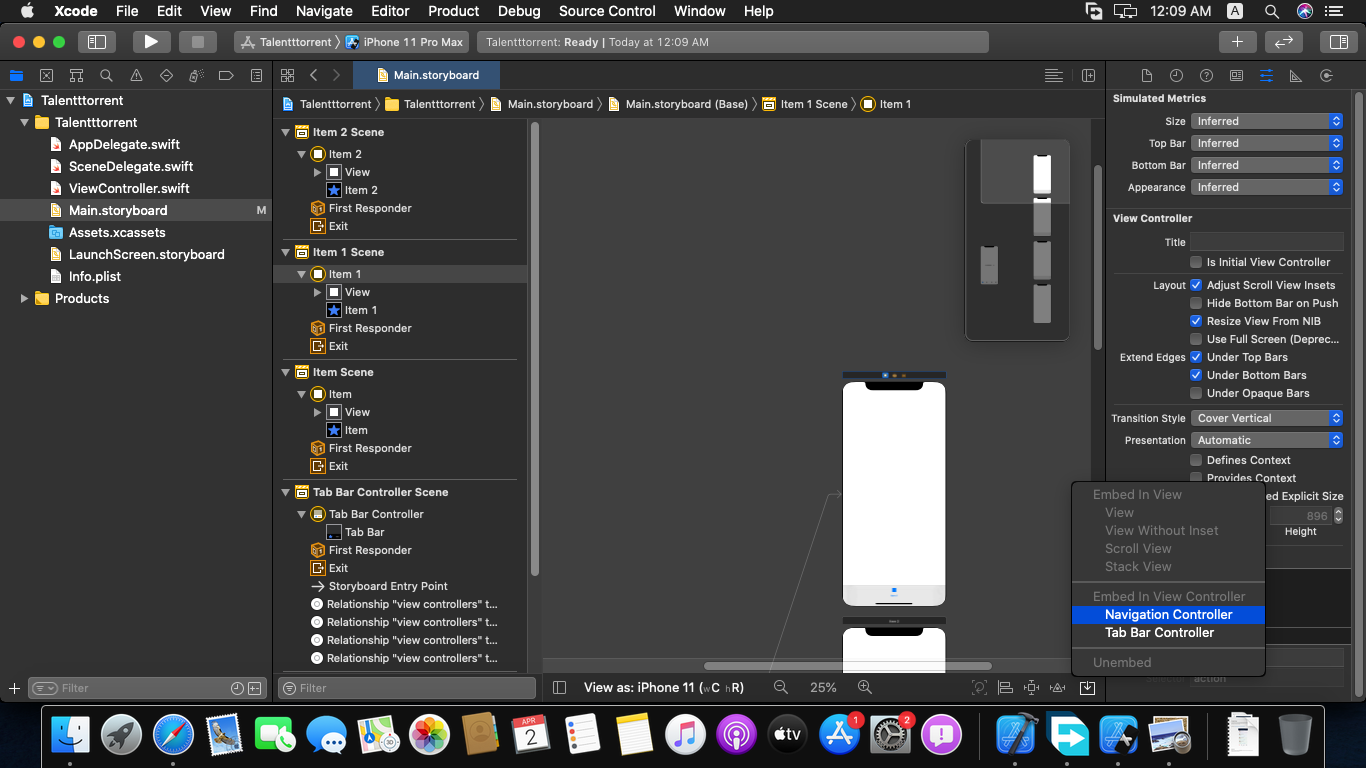 Xcode File Edit View Find Navigate Editor Product Debug Source Control Window Help 12:09 AM A
Talentttorrent iPhone 11 Pro Max Talentttorrent: Ready | Today at 12:09 AM
Main.storyboard
Talentttorrent Talentttorrent Main.storyboard Main.storyboard (Base) Item 1 Scene Item 1
Talentttorrent
Talentttorrent
AppDelegate.swift
SceneDelegate.swift
ViewController.swift
Main.storyboard M
Assets.xcassets
LaunchScreen.storyboard
Info.plist
Products
Filter
Item 2 Scene
Item 2
View
Item 2
First Responder
Exit
Item 1 Scene
Item 1
View
Item 1
First Responder
Exit
Item Scene
Item
View
Item
First Responder
Exit
Tab Bar Controller Scene
Tab Bar Controller
Tab Bar
First Responder
Exit
Storyboard Entry Point
Relationship "view controllers" t...
Relationship "view controllers" t...
Relationship "view controllers" t...
Relationship "view controllers" t...
Filter
View as: iPhone 11 (wC hR) 25%
Simulated Metrics
Size Inferred
Top Bar Inferred
Bottom Bar Inferred
Appearance Inferred
View Controller
Title
Is Initial View Controller
Layout Adjust Scroll View Insets
Hide Bottom Bar on Push
Resize View From NIB
Use Full Screen (Deprec...
Extend Edges Under Top Bars
Under Bottom Bars
Under Opaque Bars
Transition Style Cover Vertical
Presentation Automatic
Defines Context
Provides Context
ed Explicit Size
896
Height
Embed In View
View
View Without Inset
Scroll View
Stack View
Embed In View Controller
Navigation Controller
Tab Bar Controller
Unembed
action
APR
2
3D
tv
1
2